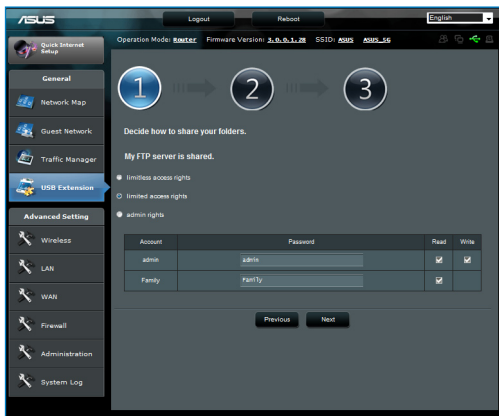 ASUS
Logout Reboot English
Quick Internet Setup
Operation Mode: Router Firmware Version: 3.0.0.1.28 SSID: ASUS ASUS_5G
General
Network Map
Guest Network
Traffic Manager
USB Extension
Advanced Setting
Wireless
LAN
WAN
Firewall
Administration
System Log
1 2 3
Decide how to share your folders.
My FTP server is shared.
limitless access rights
limited access rights
admin rights
Account Password Read Write
admin admin
Family Family
Previous Next